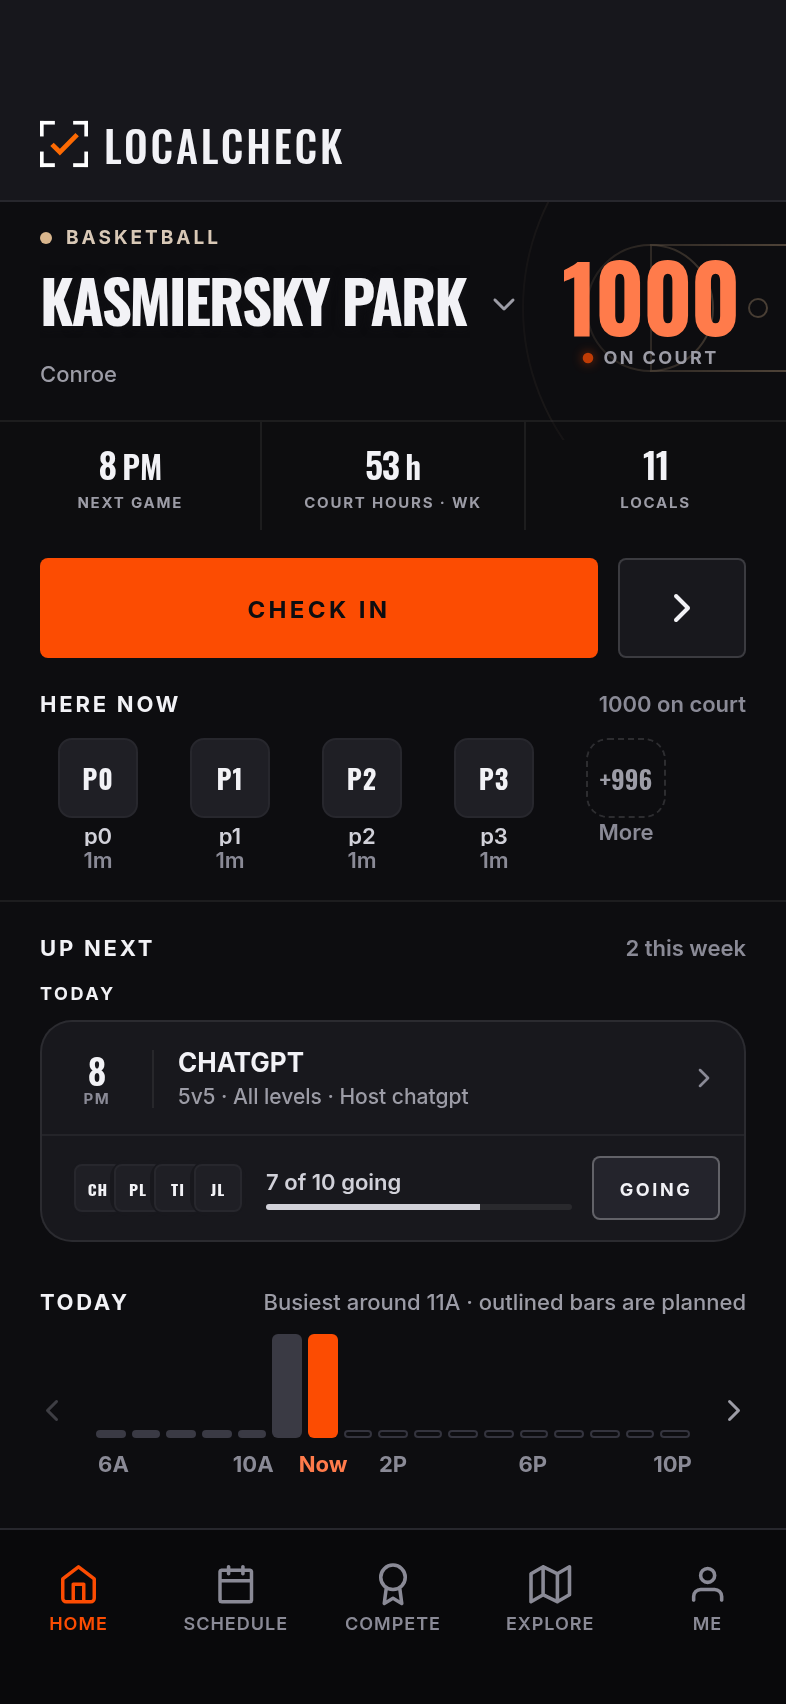 LOCALCHECK
BASKETBALL
KASMIERSKY PARK
1000
ON COURT
Conroe
8 PM
NEXT GAME
53 h
COURT HOURS · WK
11
LOCALS
CHECK IN
HERE NOW
1000 on court
P0 P1 P2 P3 +996
p0 p1 p2 p3 More
1m 1m 1m 1m
UP NEXT
2 this week
TODAY
8
PM
CHATGPT
5v5 · All levels · Host chatgpt
CH PL TI JL
7 of 10 going
GOING
TODAY
Busiest around 11A · outlined bars are planned
6A 10A Now 2P 6P 10P
HOME SCHEDULE COMPETE EXPLORE ME